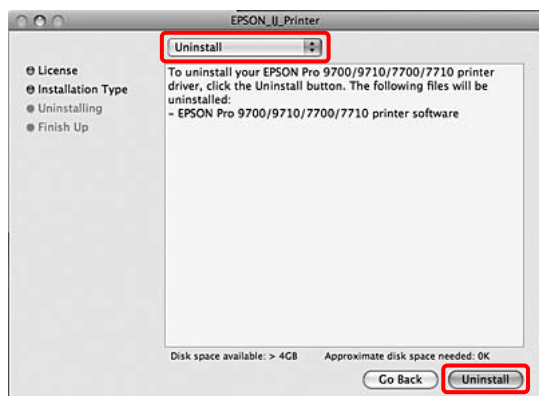 EPSON_IJ_Printer
Uninstall
License
Installation Type
Uninstalling
Finish Up
To uninstall your EPSON Pro 9700/9710/7700/7710 printer
driver, click the Uninstall button. The following files will be
uninstalled:
- EPSON Pro 9700/9710/7700/7710 printer software
Disk space available: > 4GB Approximate disk space needed: 0K
Go Back Uninstall